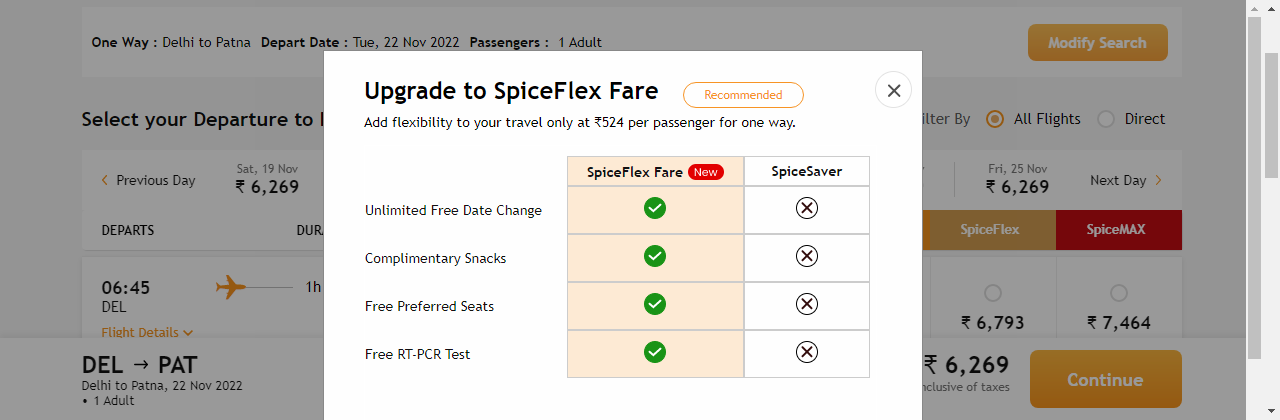 One Way : Delhi to Patna Depart Date : Tue, 22 Nov 2022 Passengers : 1 Adult
Modify Search
Upgrade to SpiceFlex Fare
Recommended
Add flexibility to your travel only at ₹524 per passenger for one way.
Select your Departure to
ilter By
All Flights
Direct
Previous Day
Sat, 19 Nov
₹ 6,269
Fri, 25 Nov
₹ 6,269
Next Day
SpiceFlex Fare New
SpiceSaver
Unlimited Free Date Change
Complimentary Snacks
Free Preferred Seats
Free RT-PCR Test
DEPARTS
DURA
SpiceFlex
SpiceMAX
06:45
DEL
1h
Flight Details
₹ 6,793
₹ 7,464
DEL → PAT
Delhi to Patna, 22 Nov 2022
• 1 Adult
₹ 6,269
nclusive of taxes
Continue